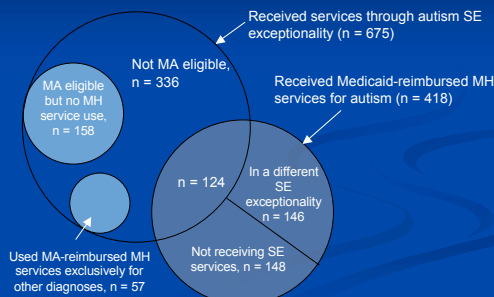 Received services through autism SE
exceptionality (n = 675)
Not MA eligible,
n = 336
Received Medicaid-reimbursed MH
services for autism (n = 418)
MA eligible
but no MH
service use,
n = 158
n = 124
In a different
SE
exceptionality
n = 146
Not receiving SE
services, n = 148
Used MA-reimbursed MH
services exclusively for
other diagnoses, n = 57